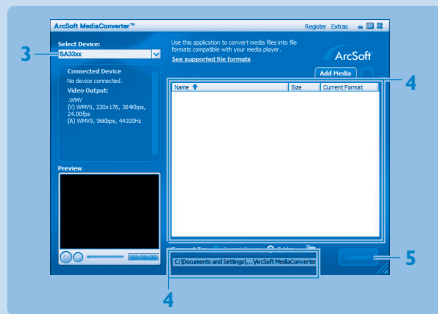 ArcSoft MediaConverter™
Register Extras
Select Device:
SA33xx
Use this application to convert media files into file
formats compatible with your media player.
See supported file formats
ArcSoft
Add Media
3
4
Connected Device
No device connected.
Video Output:
.WMV
(V) WMV9, 220x176, 384kbps,
24.00fps
(A) WMV9, 96kbps, 44100Hz
Name Size Current Format
Preview
00:00:00
C:\Documents and Settings\,...\ArcSoft MediaConverter
5
4